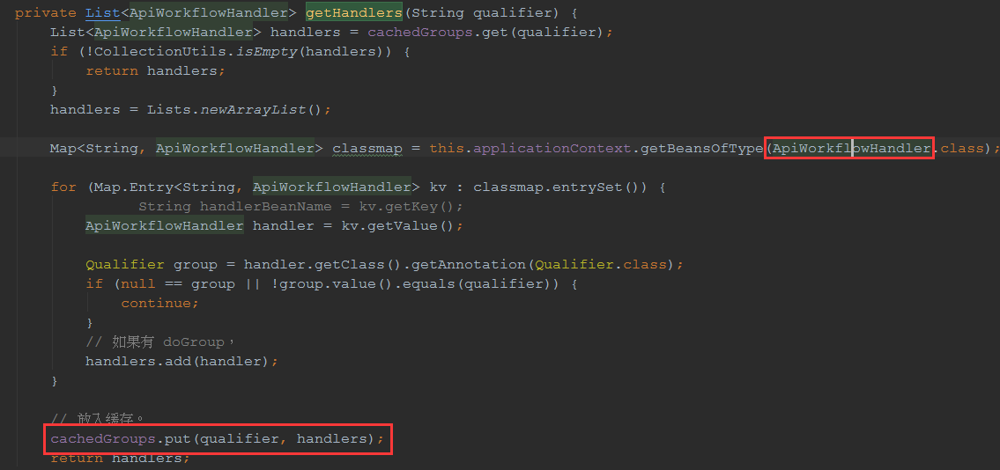 private List<ApiWorkflowHandler> getHandlers(String qualifier) {
List<ApiWorkflowHandler> handlers = cachedGroups.get(qualifier);
if (!CollectionUtils.isEmpty(handlers)) {
return handlers;
}
handlers = Lists.newArrayList();
Map<String, ApiWorkflowHandler> classmap = this.applicationContext.getBeansOfType(ApiWorkflowHandler.class);
for (Map.Entry<String, ApiWorkflowHandler> kv : classmap.entrySet()) {
String handlerBeanName = kv.getKey();
ApiWorkflowHandler handler = kv.getValue();
Qualifier group = handler.getClass().getAnnotation(Qualifier.class);
if (null == group || !group.value().equals(qualifier)) {
continue;
}
// 如果有 doGroup，
handlers.add(handler);
}
// 放入缓存。
cachedGroups.put(qualifier, handlers);
return handlers;